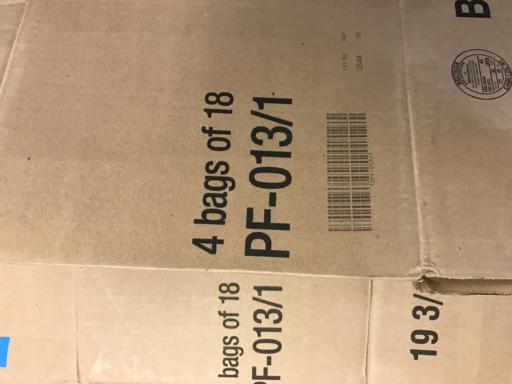 4 bags of 18
PF-013/1
bags of 18
PF-013/1
19 3/
B